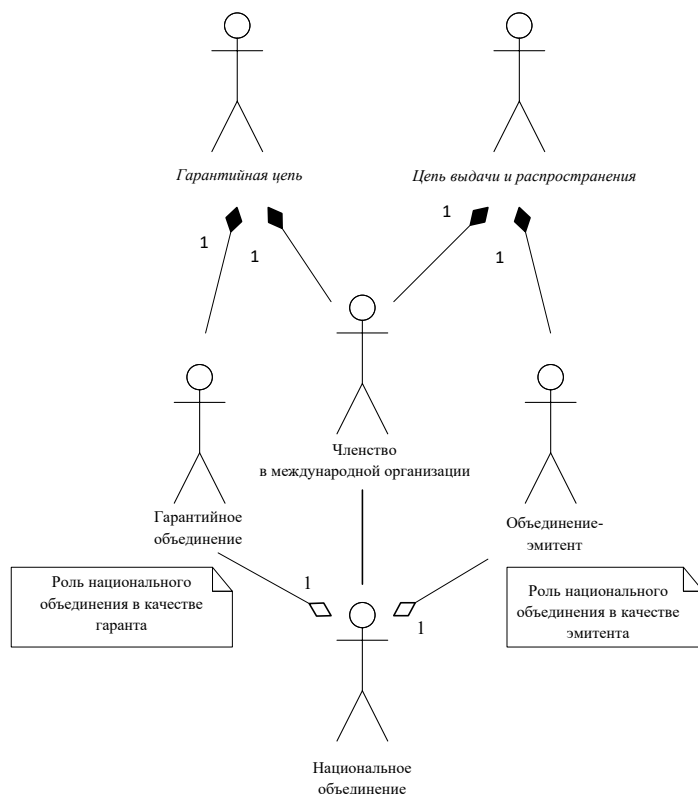 Гарантийная цепь
Цепь выдачи и распространения
1
1
1
1
Членство
в международной организации
Гарантийное
объединение
Объединение-
эмитент
Роль национального
объединения в качестве
гаранта
1
1
Роль национального
объединения в качестве
эмитента
Национальное
объединение